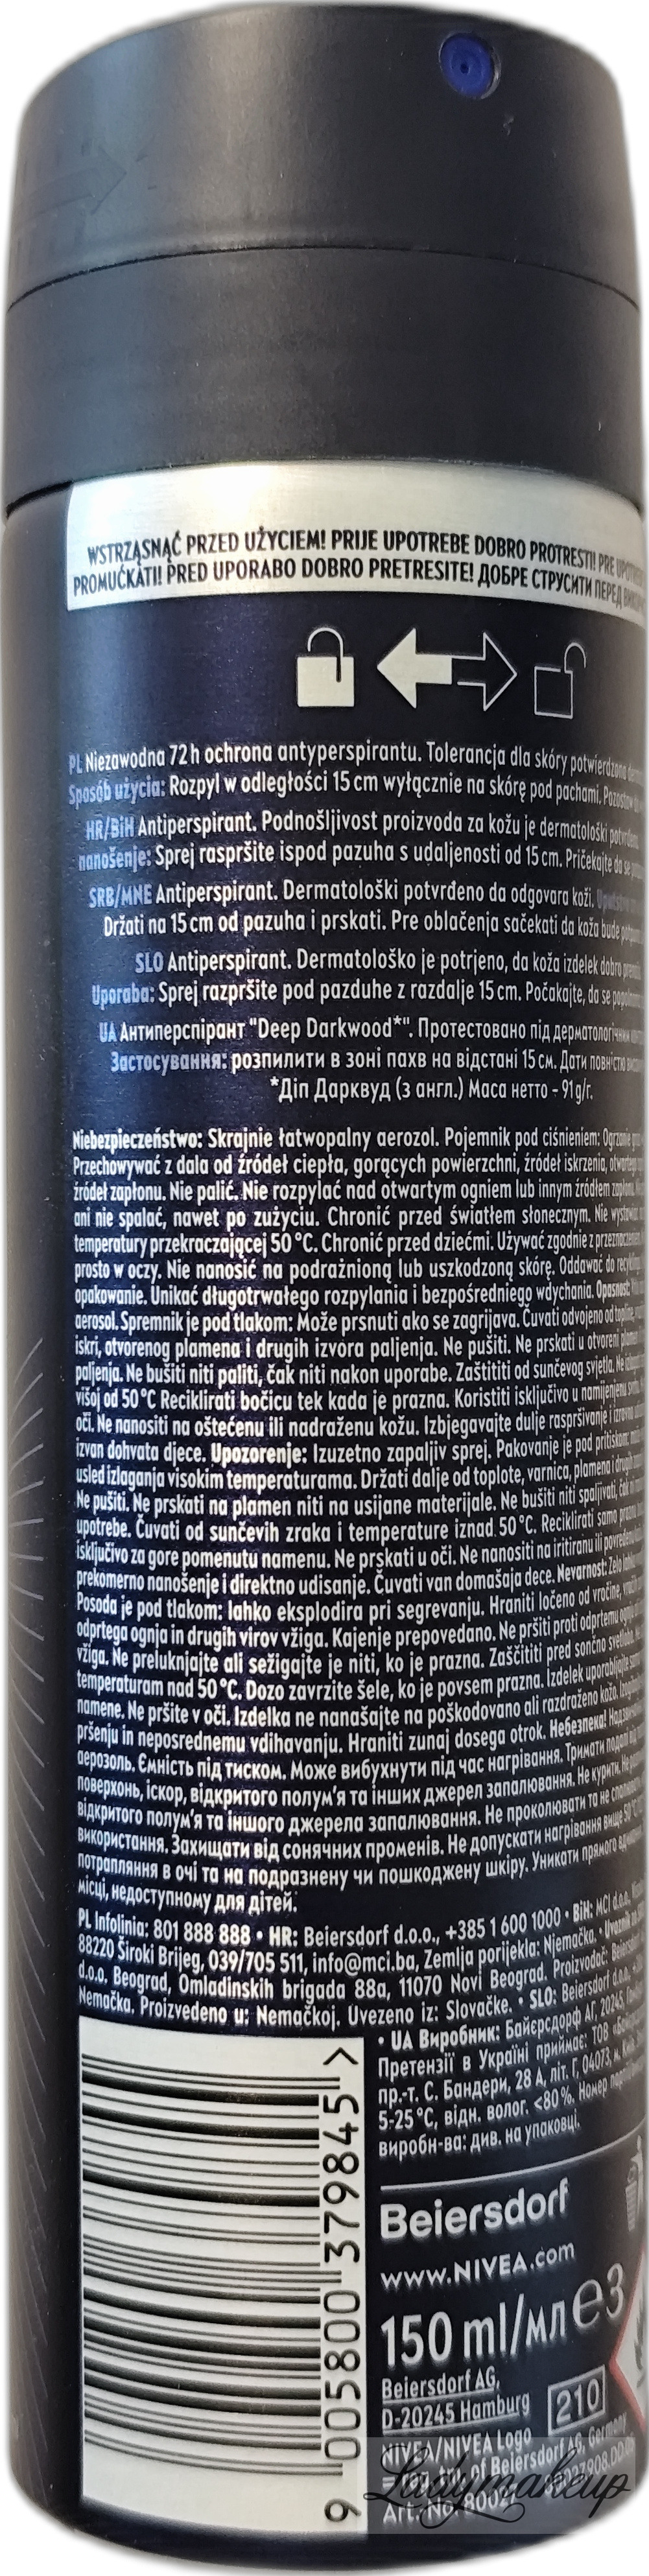 WSTRZĄSNĄĆ PRZED UŻYCIEM! PRIJE UPOTREBE DOBRO PROTRESTI! PRE
PROMUĆKATI! PRED UPORABO DOBRO PRETRESITE! ДОБРЕ СТРУСИТИ ПЕРЕД
PL Niezawodna 72h ochrona antyperspirantu. Tolerancja dla skóry potwierdzona
Sposób użycia: Rozpyl w odległości 15 cm wyłącznie na skórę pod pachami.
HR/BiH Antiperspirant. Podnošljivost proizvoda za kožu je dermatološki potvrđena.
nanošenje: Sprej raspršite ispod pazuha s udaljenosti od 15 cm. Pričekajte da se
SRB/MNE Antiperspirant. Dermatološki potvrđeno da odgovara koži.
Držati na 15 cm od pazuha i prskati. Pre oblačenja sačekati da koža bude
SLO Antiperspirant. Dermatološko je potrjeno, da koža izdelek dobro
Uporaba: Sprej razpršite pod pazduhe z razdalje 15 cm. Počakajte, da se
UA Антиперспірант "Deep Darkwood*". Протестовано під дерматологічним
Застосування: розпилити в зоні пахв на відстані 15 см. Дати повністю
*Діп Дарквуд (з англ.) Маса нетто - 91 g/г.
Niebezpieczeństwo: Skrajnie łatwopalny aerozol. Pojemnik pod ciśnieniem: Ogrzanie
Przechowywać z dala od źródeł ciepła, gorących powierzchni, źródeł iskrzenia, otwartego
źródeł zapłonu. Nie palić. Nie rozpylać nad otwartym ogniem lub innym źródłem zapłonu.
ani nie spalać, nawet po zużyciu. Chronić przed światłem słonecznym. Nie
temperatury przekraczającej 50 °C. Chronić przed dziećmi. Używać zgodnie z przeznaczeniem.
prosto w oczy. Nie nanosić na podrażnioną lub uszkodzoną skórę. Oddawać do
opakowanie. Unikać długotrwałego rozpylania i bezpośredniego wdychania. Opasnost:
aerosol. Spremnik je pod tlakom: Može prsnuti ako se zagrijava. Čuvati odvojeno od topline,
iskri, otvorenog plamena i drugih izvora paljenja. Ne pušiti. Ne prskati u otvoreni plamen
paljenja. Ne bušiti niti paliti, čak niti nakon uporabe. Zaštititi od sunčevog svjetla. Ne
višoj od 50 °C Reciklirati bočicu tek kada je prazna. Koristiti isključivo u namijenjenu
oči. Ne nanositi na oštećenu ili nadraženu kožu. Izbjegavajte dulje raspršivanje i izravno
izvan dohvata djece. Upozorenje: Izuzetno zapaljiv sprej. Pakovanje je pod pritiskom:
usled izlaganja visokim temperaturama. Držati dalje od toplote, varnica, plamena i drugih
Ne pušiti. Ne prskati na plamen niti na usijane materijale. Ne bušiti niti spaljivati, čak
upotrebe. Čuvati od sunčevih zraka i temperature iznad 50 °C. Reciklirati samo
isključivo za gore pomenutu namenu. Ne prskati u oči. Ne nanositi na iritiranu ili
prekomerno nanošenje i direktno udisanje. Čuvati van domašaja dece. Nevarnost: Zelo
Posoda je pod tlakom: lahko eksplodira pri segrevanju. Hraniti ločeno od vročine,
odprtega ognja in drugih virov vžiga. Kajenje prepovedano. Ne pršiti proti odprtemu ognju
vžiga. Ne preluknjajte ali sežigajte je niti, ko je prazna. Zaščititi pred sončno
temperaturam nad 50 °C. Dozo zavrzite šele, ko je povsem prazna. Izdelek uporabljajte
namene. Ne pršite v oči. Izdelka ne nanašajte na poškodovano ali razdraženo kožo.
pršenju in neposrednemu vdihavanju. Hraniti zunaj dosega otrok. Небезпека!
аерозоль. Ємність під тиском. Може вибухнути під час нагрівання. Тримати подалі від
поверхонь, іскор, відкритого полум'я та інших джерел запалювання. Не курити. Не
відкритого полум'я та іншого джерела запалювання. Не проколювати та не
використання. Захищати від сонячних променів. Не допускати нагрівання вище 50 °C
потрапляння в очі та на подразнену чи пошкоджену шкіру. Уникати прямого
місці, недоступному для дітей.
PL Infolinia: 801 888 888 • HR: Beiersdorf d.o.o., +385 1 600 1000 • BiH: MCI d.o.o.,
88220 Široki Brijeg, 039/705 511, info@mci.ba, Zemlja porijekla: Njemačka. •
d.o.o, Beograd, Omladinskih brigada 88a, 11070 Novi Beograd. Proizvođač: Beiersdorf
Nemačka. Proizvedeno u: Nemačkoj. Uvezeno iz: Slovačke. • SLO: Beiersdorf d.o.o.,
• UA Виробник: Байєрсдорф АГ, 20245,
Претензії в Україні приймає: ТОВ
пр.-т. С. Бандери, 28 А, літ. Г, 04073, м.
5-25 °C, відн. волог. <80 %. Номер
виробн-ва: див. на упаковці.
Beiersdorf
www.NIVEA.com
150 ml/мл e 3
Beiersdorf AG,
D-20245 Hamburg
210
NIVEA/NIVEA Logo
= reg. tm. of Beiersdorf AG, Germany
Art.-No.
9 005800 379845 >
Ladymakeup